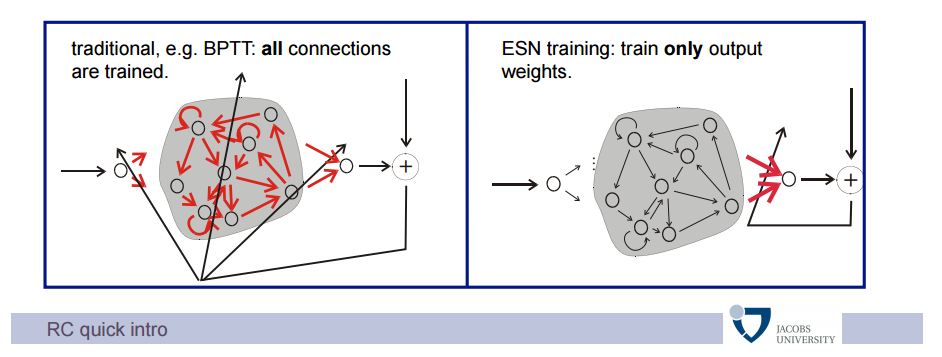 traditional, e.g. BPTT: all connections
are trained.
ESN training: train only output
weights.
+
+
RC quick intro
JACOBS
UNIVERSITY